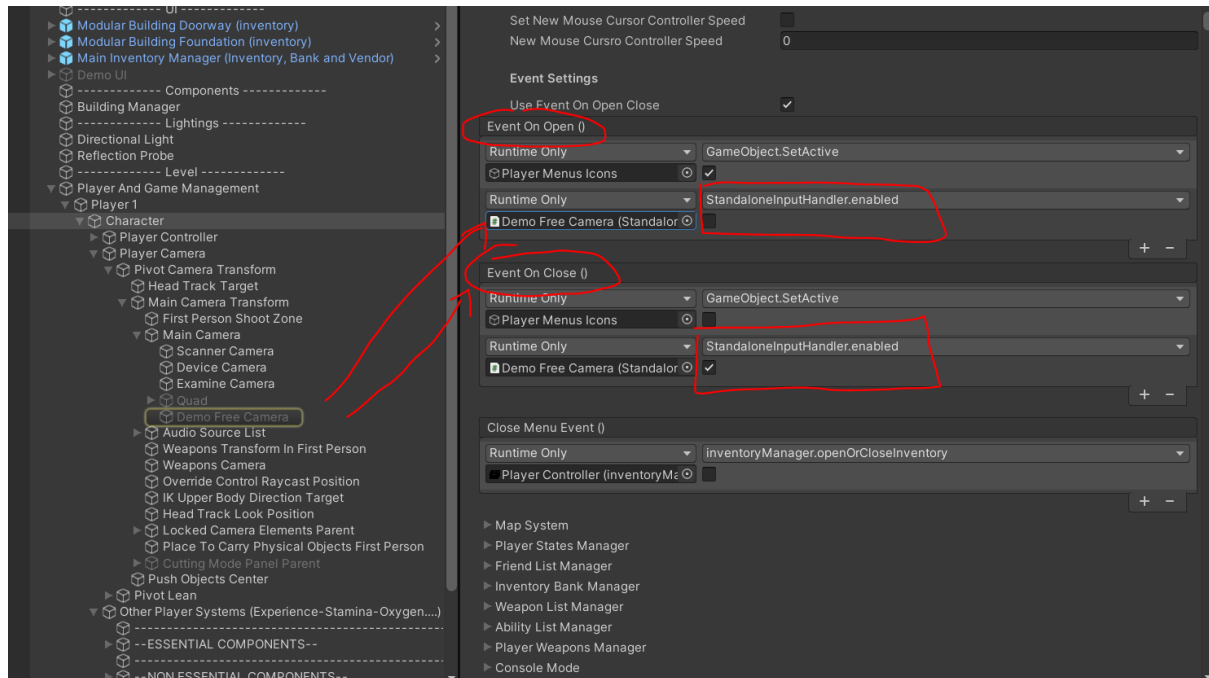 ------------- UI -------------
Modular Building Doorway (inventory)
Modular Building Foundation (inventory)
Main Inventory Manager (Inventory, Bank and Vendor)
Demo UI
------------- Components -------------
Building Manager
------------- Lightings -------------
Directional Light
Reflection Probe
------------- Level -------------
Player And Game Management
Player 1
Character
Player Controller
Player Camera
Pivot Camera Transform
Head Track Target
Main Camera Transform
First Person Shoot Zone
Main Camera
Scanner Camera
Device Camera
Examine Camera
Quad
Demo Free Camera
Audio Source List
Weapons Transform In First Person
Weapons Camera
Override Control Raycast Position
IK Upper Body Direction Target
Head Track Look Position
Locked Camera Elements Parent
Place To Carry Physical Objects First Person
Cutting Mode Panel Parent
Push Objects Center
Pivot Lean
Other Player Systems (Experience-Stamina-Oxygen....)
--ESSENTIAL COMPONENTS--
--NON ESSENTIAL COMPONENTS--
Set New Mouse Cursor Controller Speed
New Mouse Cursro Controller Speed 0
Event Settings
Use Event On Open Close
Event On Open ()
Runtime Only GameObject.SetActive
Player Menus Icons
Runtime Only StandaloneInputHandler.enabled
Demo Free Camera (Standalor
+ -
Event On Close ()
Runtime Only GameObject.SetActive
Player Menus Icons
Runtime Only StandaloneInputHandler.enabled
Demo Free Camera (Standalor
+ -
Close Menu Event ()
Runtime Only inventoryManager.openOrCloseInventory
Player Controller (inventoryMa
+ -
Map System
Player States Manager
Friend List Manager
Inventory Bank Manager
Weapon List Manager
Ability List Manager
Player Weapons Manager
Console Mode